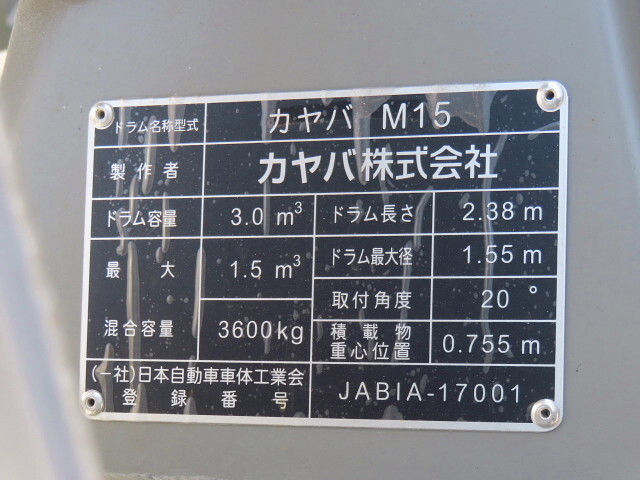 ドラム名称型式 カヤバ M15
製作者 カヤバ株式会社
ドラム容量 3.0 m³ ドラム長さ 2.38 m
最大 1.5 m³ ドラム最大径 1.55 m
混合容量 3600kg 取付角度 20°
積載物
重心位置 0.755 m
(一社)日本自動車車体工業会
登録番号 JABIA-17001